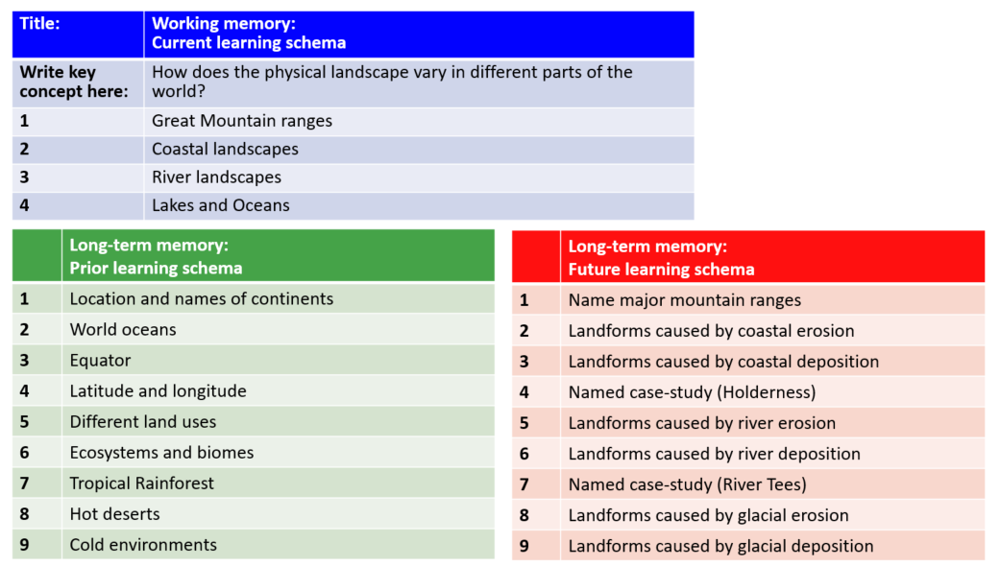 Title: Working memory:
Current learning schema
Write key concept here: How does the physical landscape vary in different parts of the
world?
1 Great Mountain ranges
2 Coastal landscapes
3 River landscapes
4 Lakes and Oceans
Long-term memory:
Prior learning schema
1 Location and names of continents
2 World oceans
3 Equator
4 Latitude and longitude
5 Different land uses
6 Ecosystems and biomes
7 Tropical Rainforest
8 Hot deserts
9 Cold environments
Long-term memory:
Future learning schema
1 Name major mountain ranges
2 Landforms caused by coastal erosion
3 Landforms caused by coastal deposition
4 Named case-study (Holderness)
5 Landforms caused by river erosion
6 Landforms caused by river deposition
7 Named case-study (River Tees)
8 Landforms caused by glacial erosion
9 Landforms caused by glacial deposition